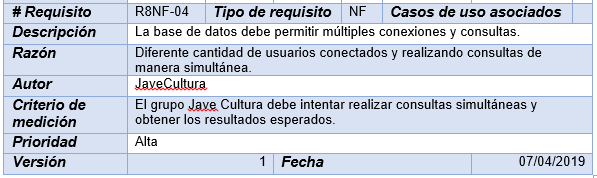 # Requisito R8NF-04 Tipo de requisito NF Casos de uso asociados
Descripción La base de datos debe permitir múltiples conexiones y consultas.
Razón Diferente cantidad de usuarios conectados y realizando consultas de
manera simultánea.
Autor JaveCultura
Criterio de El grupo Jave Cultura debe intentar realizar consultas simultáneas y
medición obtener los resultados esperados.
Prioridad Alta
Versión 1 Fecha 07/04/2019